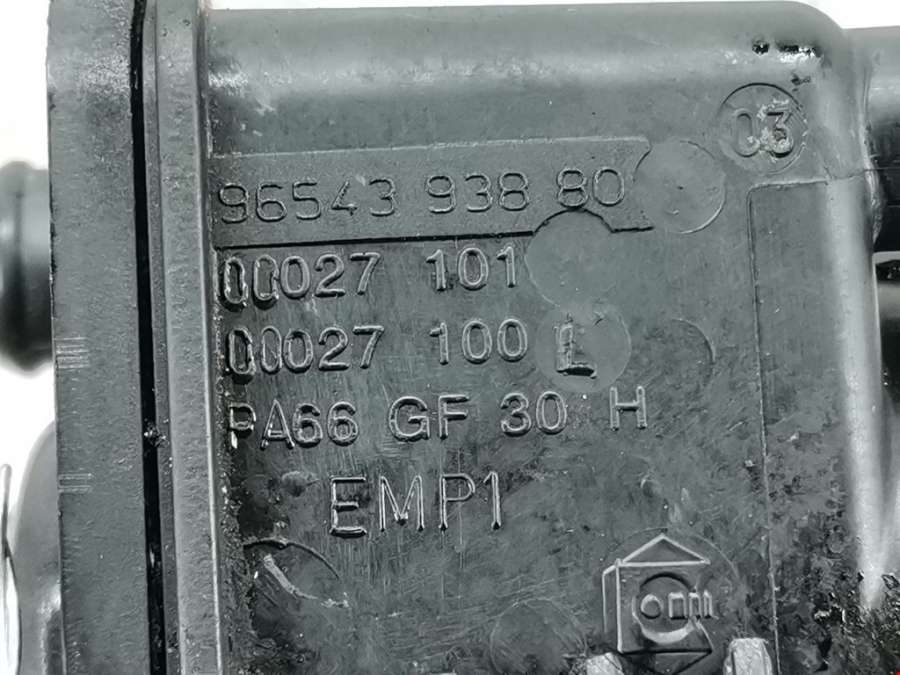 03
96543 938 80
00027 101
00027 100 L
PA66 GF 30 H
EMP1